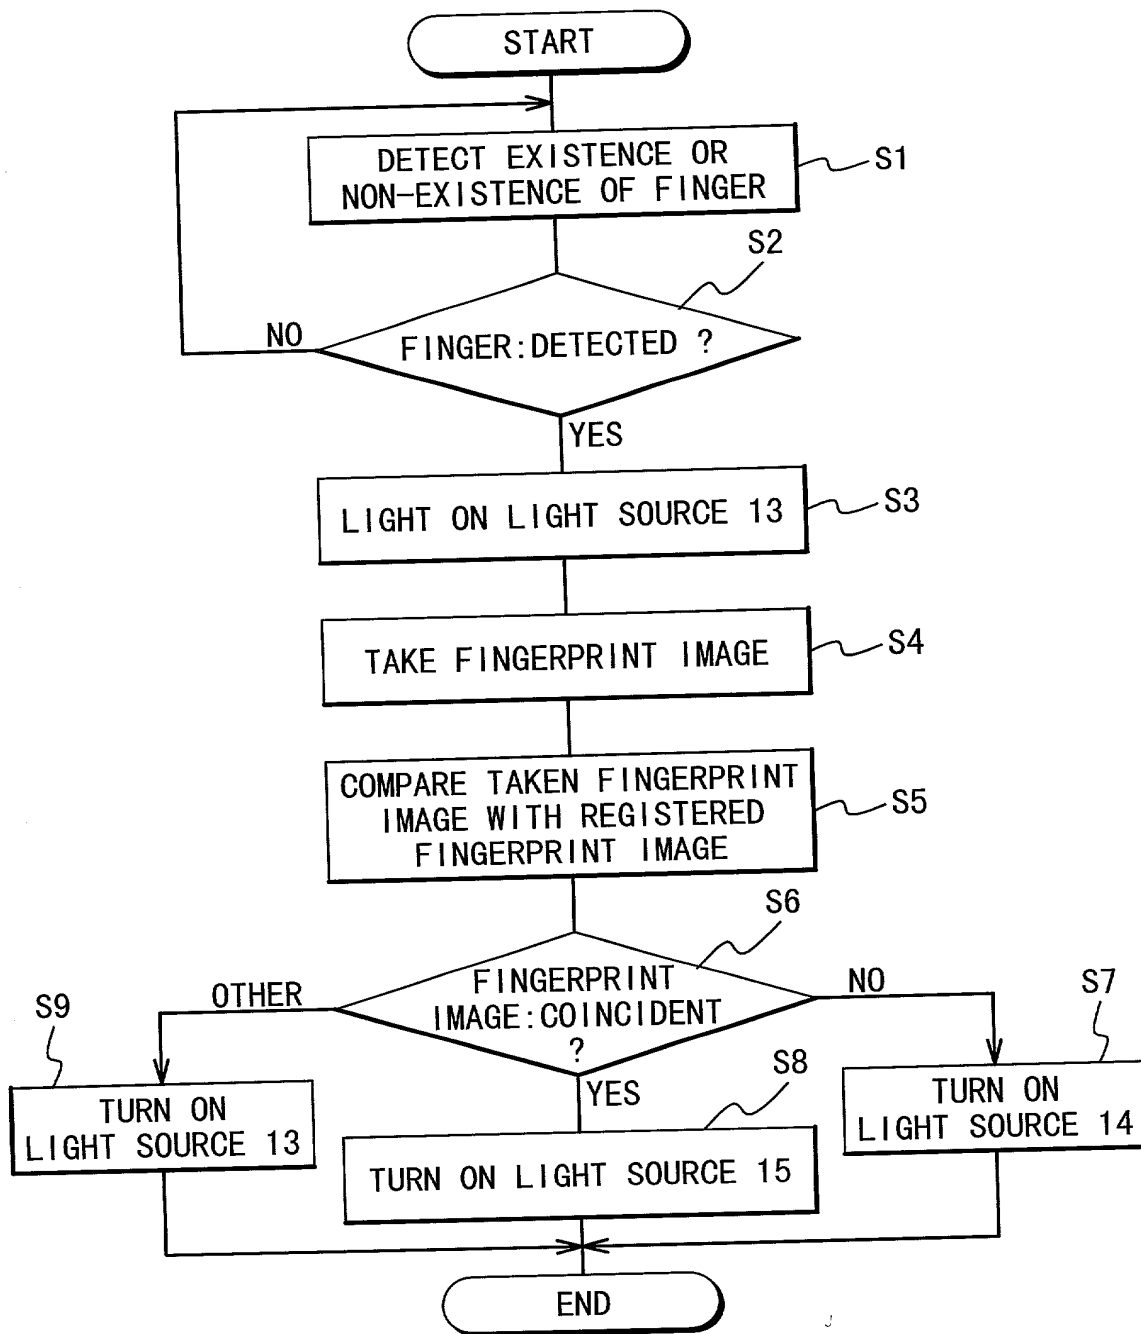 START
DETECT EXISTENCE OR
NON-EXISTENCE OF FINGER
S1
S2
FINGER:DETECTED ?
NO
YES
LIGHT ON LIGHT SOURCE 13
S3
TAKE FINGERPRINT IMAGE
S4
COMPARE TAKEN FINGERPRINT
IMAGE WITH REGISTERED
FINGERPRINT IMAGE
S5
S6
FINGERPRINT
IMAGE:COINCIDENT
?
OTHER
NO
YES
S9
TURN ON
LIGHT SOURCE 13
S8
TURN ON LIGHT SOURCE 15
S7
TURN ON
LIGHT SOURCE 14
END